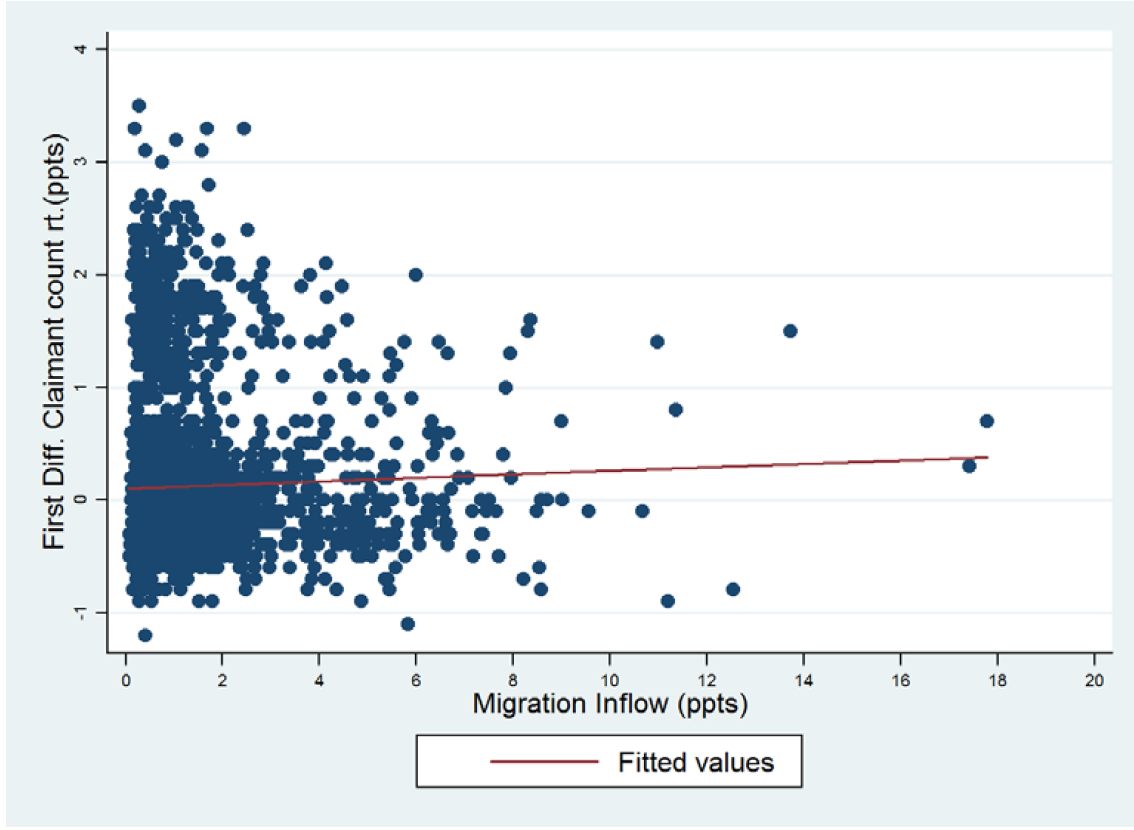 First Diff. Claimant count rt.(ppts)
4
3
2
1
0
-1
0 2 4 6 8 10 12 14 16 18 20
Migration Inflow (ppts)
Fitted values